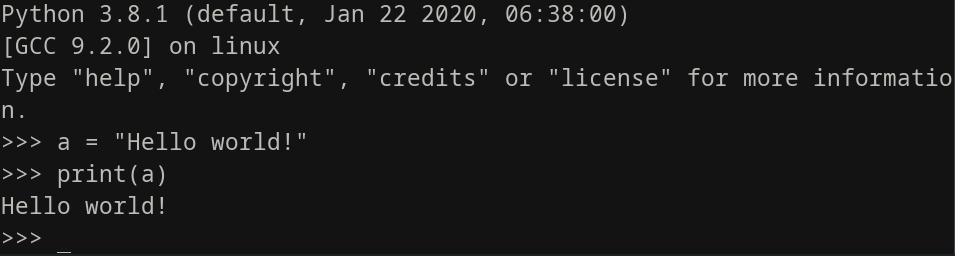 Python 3.8.1 (default, Jan 22 2020, 06:38:00)
[GCC 9.2.0] on linux
Type "help", "copyright", "credits" or "license" for more informatio
n.
>>> a = "Hello world!"
>>> print(a)
Hello world!
>>> _